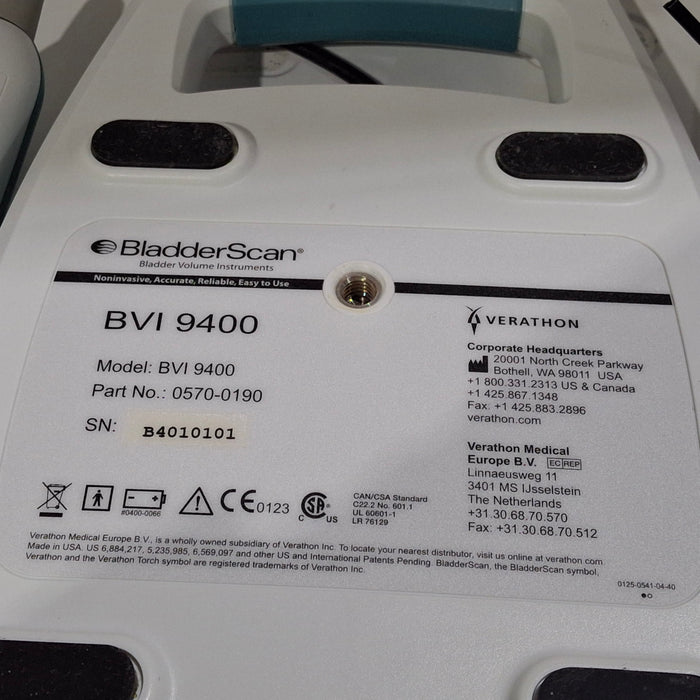 BladderScan®
Bladder Volume Instruments
Noninvasive, Accurate, Reliable, Easy to Use
BVI 9400
Model: BVI 9400
Part No.: 0570-0190
SN: B4010101
VERATHON
Corporate Headquarters
20001 North Creek Parkway
Bothell, WA 98011 USA
+1 800.331.2313 US & Canada
+1 425.867.1348
Fax: +1 425.883.2896
verathon.com
Verathon Medical
Europe B.V. EC REP
Linnaeusweg 11
3401 MS IJsselstein
The Netherlands
+31.30.68.70.570
Fax: +31.30.68.70.512
#0400-0066
CE 0123
C SA US
CAN/CSA Standard
C22.2 No. 601.1
UL 60601-1
LR 76129
Verathon Medical Europe B.V., is a wholly owned subsidiary of Verathon Inc. To locate your nearest distributor, visit us online at verathon.com
Made in USA. US 6,884,217, 5,235,985, 6,569,097 and other US and International Patents Pending. BladderScan, the BladderScan symbol,
Verathon and the Verathon Torch symbol are registered trademarks of Verathon Inc.
0125-0541-04-40